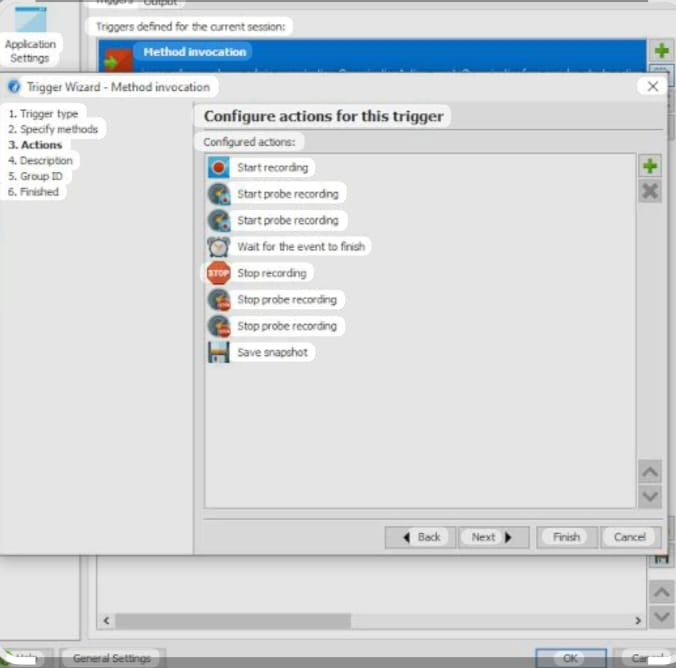 Triggers Output
Application
Settings
Triggers defined for the current session:
Method invocation
Trigger Wizard - Method invocation
1. Trigger type
2. Specify methods
3. Actions
4. Description
5. Group ID
6. Finished
Configure actions for this trigger
Configured actions:
Start recording
Start probe recording
Start probe recording
Wait for the event to finish
STOP Stop recording
Stop probe recording
Stop probe recording
Save snapshot
Back Next Finish Cancel
General Settings OK